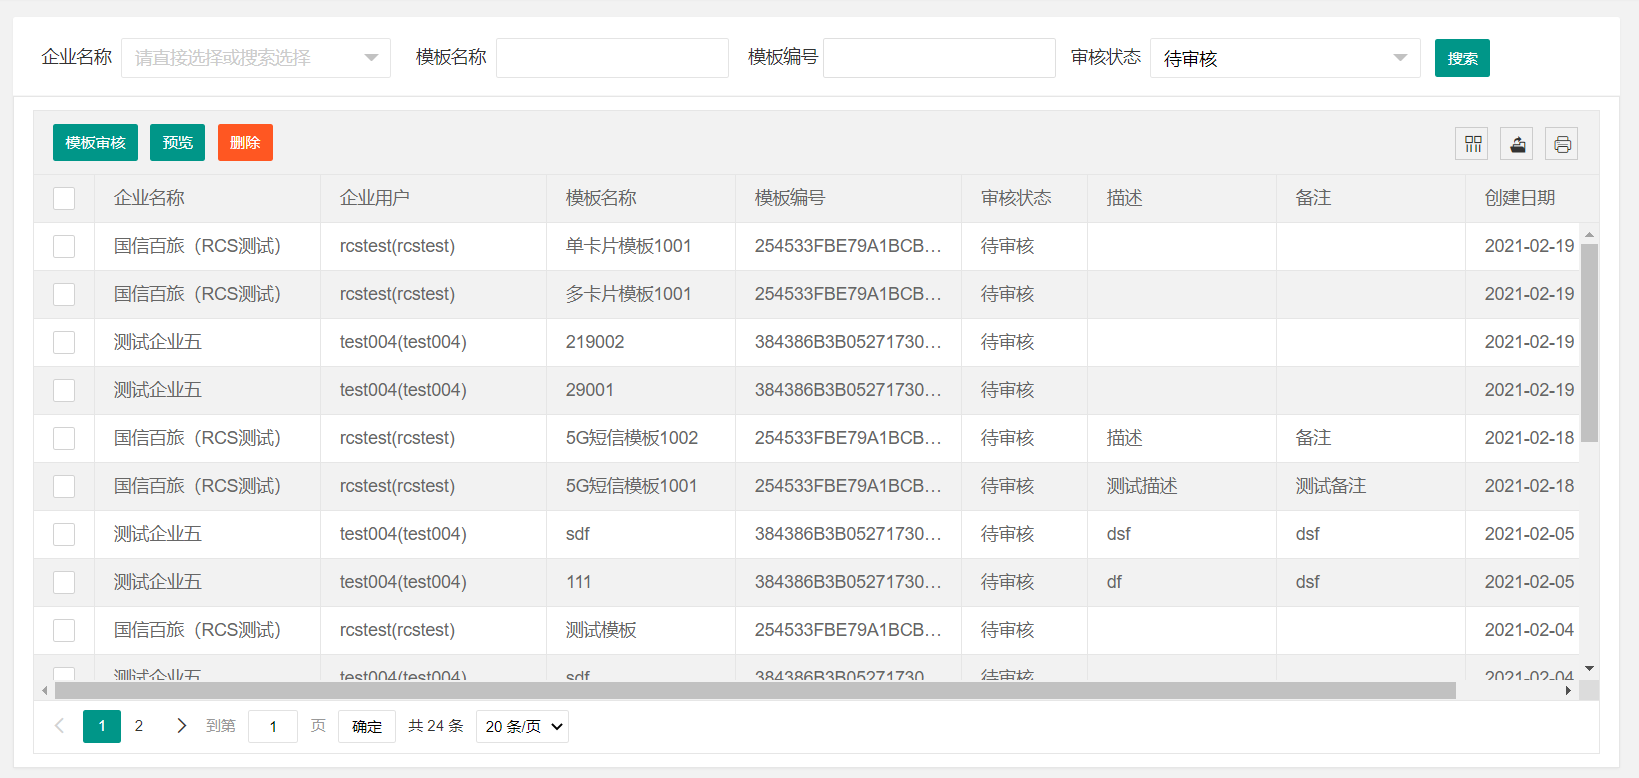 企业名称 请直接选择或搜索选择 模板名称 模板编号 审核状态 待审核 搜索
模板审核 预览 删除
企业名称 企业用户 模板名称 模板编号 审核状态 描述 备注 创建日期
国信百旅（RCS测试） rcstest(rcstest) 单卡片模板1001 254533FBE79A1BCB... 待审核 2021-02-19
国信百旅（RCS测试） rcstest(rcstest) 多卡片模板1001 254533FBE79A1BCB... 待审核 2021-02-19
测试企业五 test004(test004) 219002 384386B3B05271730... 待审核 2021-02-19
测试企业五 test004(test004) 29001 384386B3B05271730... 待审核 2021-02-19
国信百旅（RCS测试） rcstest(rcstest) 5G短信模板1002 254533FBE79A1BCB... 待审核 描述 备注 2021-02-18
国信百旅（RCS测试） rcstest(rcstest) 5G短信模板1001 254533FBE79A1BCB... 待审核 测试描述 测试备注 2021-02-18
测试企业五 test004(test004) sdf 384386B3B05271730... 待审核 dsf dsf 2021-02-05
测试企业五 test004(test004) 111 384386B3B05271730... 待审核 df dsf 2021-02-05
国信百旅（RCS测试） rcstest(rcstest) 测试模板 254533FBE79A1BCB... 待审核 2021-02-04
测试企业五 test004(test004) sdf 384386B3B05271730... 待审核 2021-02-04
1 2 到第 1 页 确定 共 24 条 20 条/页